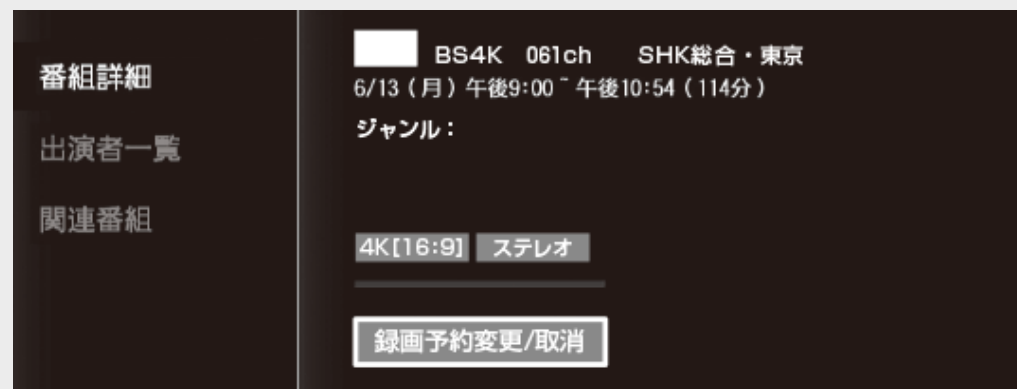 番組詳細
出演者一覧
関連番組
BS4K 061ch SHK総合・東京
6/13(月)午後9:00~午後10:54(114分)
ジャンル:
4K[16:9] ステレオ
録画予約変更/取消